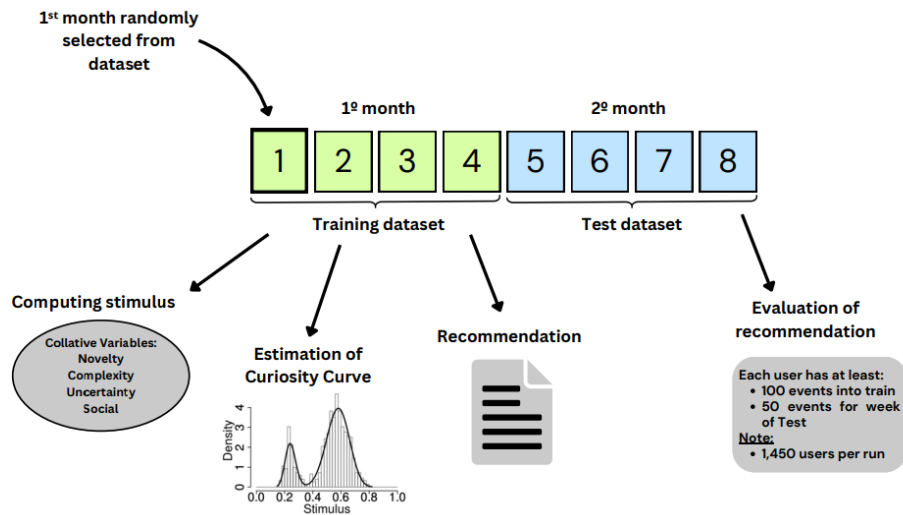 1st month randomly
selected from
dataset
1º month
2º month
1 2 3 4 5 6 7 8
Training dataset
Test dataset
Computing stimulus
Collative Variables:
Novelty
Complexity
Uncertainty
Social
Estimation of
Curiosity Curve
Density
4
3
2
1
0
0.0 0.2 0.4 0.6 0.8 1.0
Stimulus
Recommendation
Evaluation of
recommendation
Each user has at least:
• 100 events into train
• 50 events for week
of Test
Note:
• 1,450 users per run